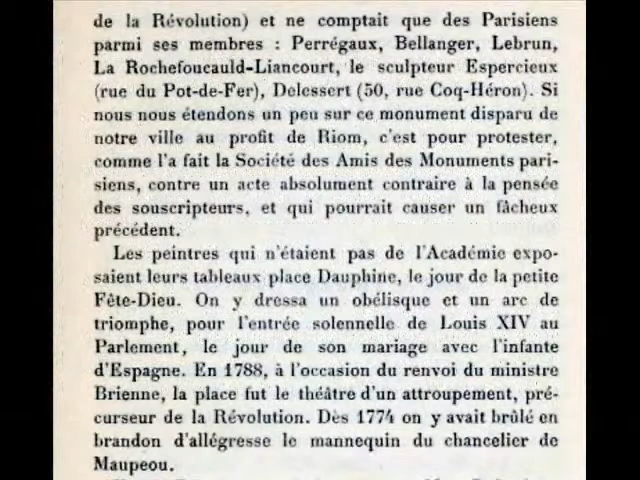 de la Révolution) et ne comptait que des Parisiens
parmi ses membres : Perrégaux, Bellanger, Lebrun,
La Rochefoucauld-Liancourt, le sculpteur Espercieux
(rue du Pot-de-Fer), Delessert (50, rue Coq-Héron). Si
nous nous étendons un peu sur ce monument disparu de
notre ville au profit de Riom, c'est pour protester,
comme l'a fait la Société des Amis des Monuments pari-
siens, contre un acte absolument contraire à la pensée
des souscripteurs, et qui pourrait causer un fâcheux
précédent.
Les peintres qui n'étaient pas de l'Académie expo-
saient leurs tableaux place Dauphine, le jour de la petite
Fête-Dieu. On y dressa un obélisque et un arc de
triomphe, pour l'entrée solennelle de Louis XIV au
Parlement, le jour de son mariage avec l'infante
d'Espagne. En 1788, à l'occasion du renvoi du ministre
Brienne, la place fut le théâtre d'un attroupement, pré-
curseur de la Révolution. Dès 1774 on y avait brûlé en
brandon d'allégresse le mannequin du chancelier de
Maupeou.